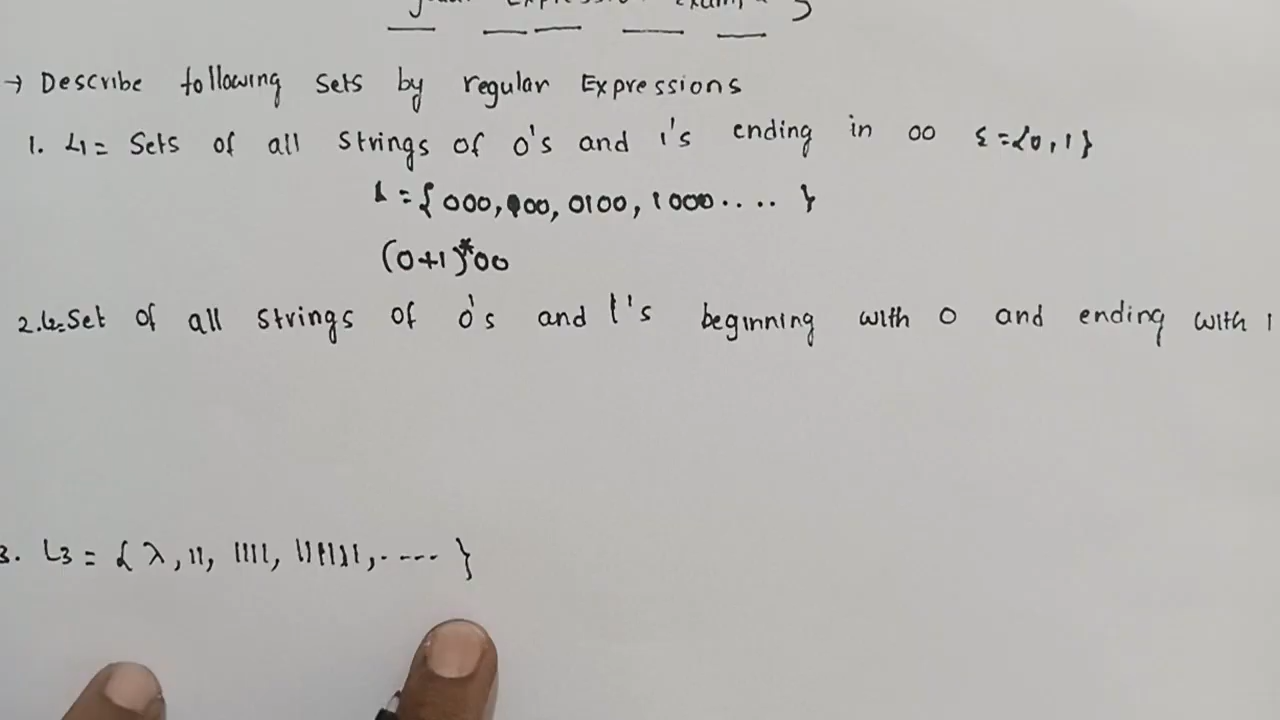 → Describe following Sets by regular Expressions
1. L1= Sets of all Strings of 0's and 1's ending in 00 Σ={0,1}
L={000,100,0100,1000.... }
(0+1)*00
2.L2=Set of all strings of 0's and 1's beginning with 0 and ending with 1
3. L3 = {λ,11, 1111, 111111,.---- }